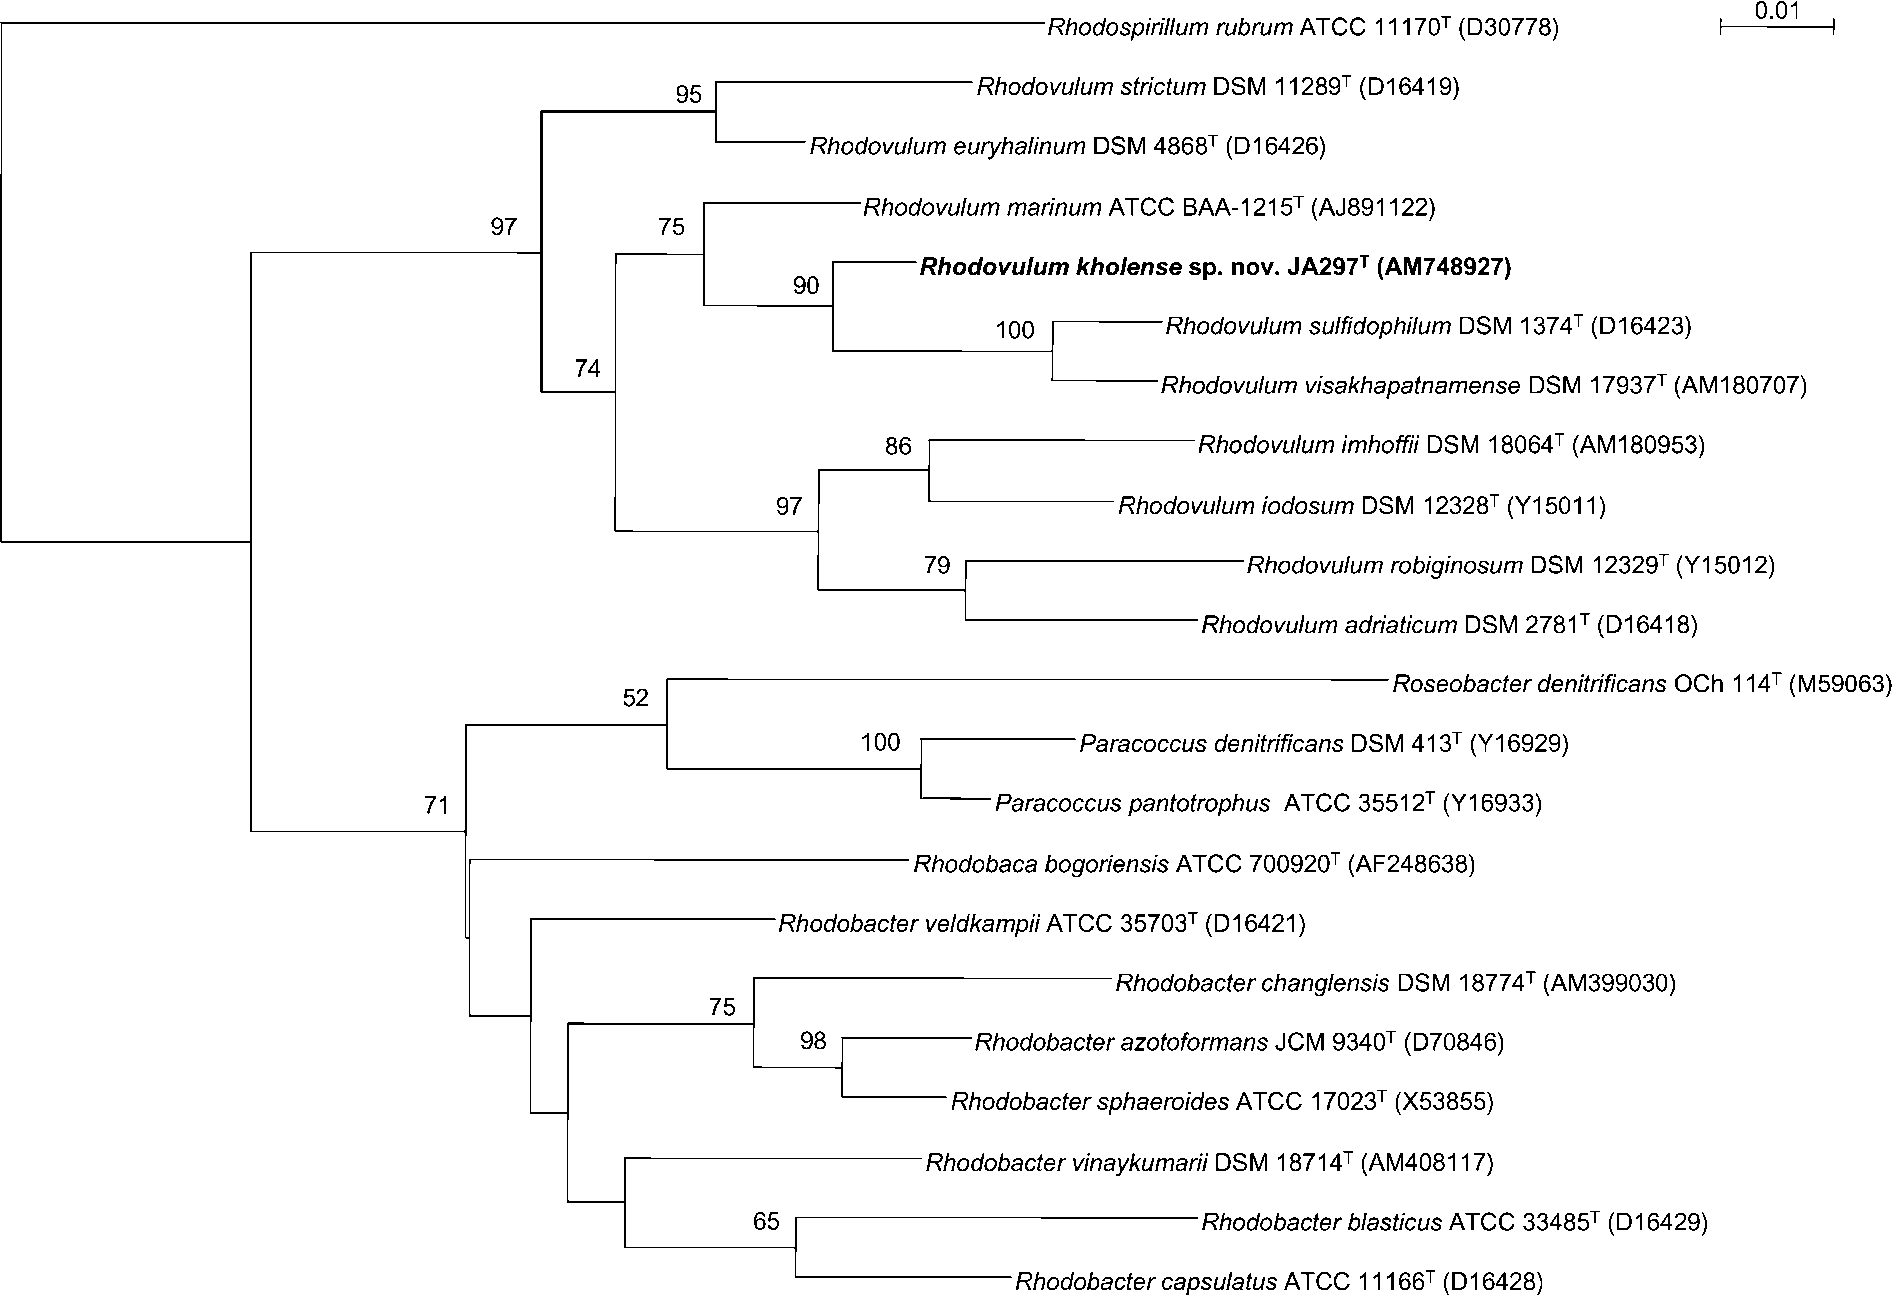 0.01
Rhodospirillum rubrum ATCC 11170ᵀ (D30778)
Rhodovulum strictum DSM 11289ᵀ (D16419)
95
Rhodovulum euryhalinum DSM 4868ᵀ (D16426)
Rhodovulum marinum ATCC BAA-1215ᵀ (AJ891122)
97
75
Rhodovulum kholense sp. nov. JA297ᵀ (AM748927)
90
Rhodovulum sulfidophilum DSM 1374ᵀ (D16423)
100
74
Rhodovulum visakhapatnamense DSM 17937ᵀ (AM180707)
Rhodovulum imhoffii DSM 18064ᵀ (AM180953)
86
Rhodovulum iodosum DSM 12328ᵀ (Y15011)
97
Rhodovulum robiginosum DSM 12329ᵀ (Y15012)
79
Rhodovulum adriaticum DSM 2781ᵀ (D16418)
Roseobacter denitrificans OCh 114ᵀ (M59063)
52
Paracoccus denitrificans DSM 413ᵀ (Y16929)
100
Paracoccus pantotrophus ATCC 35512ᵀ (Y16933)
71
Rhodobaca bogoriensis ATCC 700920ᵀ (AF248638)
Rhodobacter veldkampii ATCC 35703ᵀ (D16421)
Rhodobacter changlensis DSM 18774ᵀ (AM399030)
75
Rhodobacter azotoformans JCM 9340ᵀ (D70846)
98
Rhodobacter sphaeroides ATCC 17023ᵀ (X53855)
Rhodobacter vinaykumarii DSM 18714ᵀ (AM408117)
Rhodobacter blasticus ATCC 33485ᵀ (D16429)
65
Rhodobacter capsulatus ATCC 11166ᵀ (D16428)